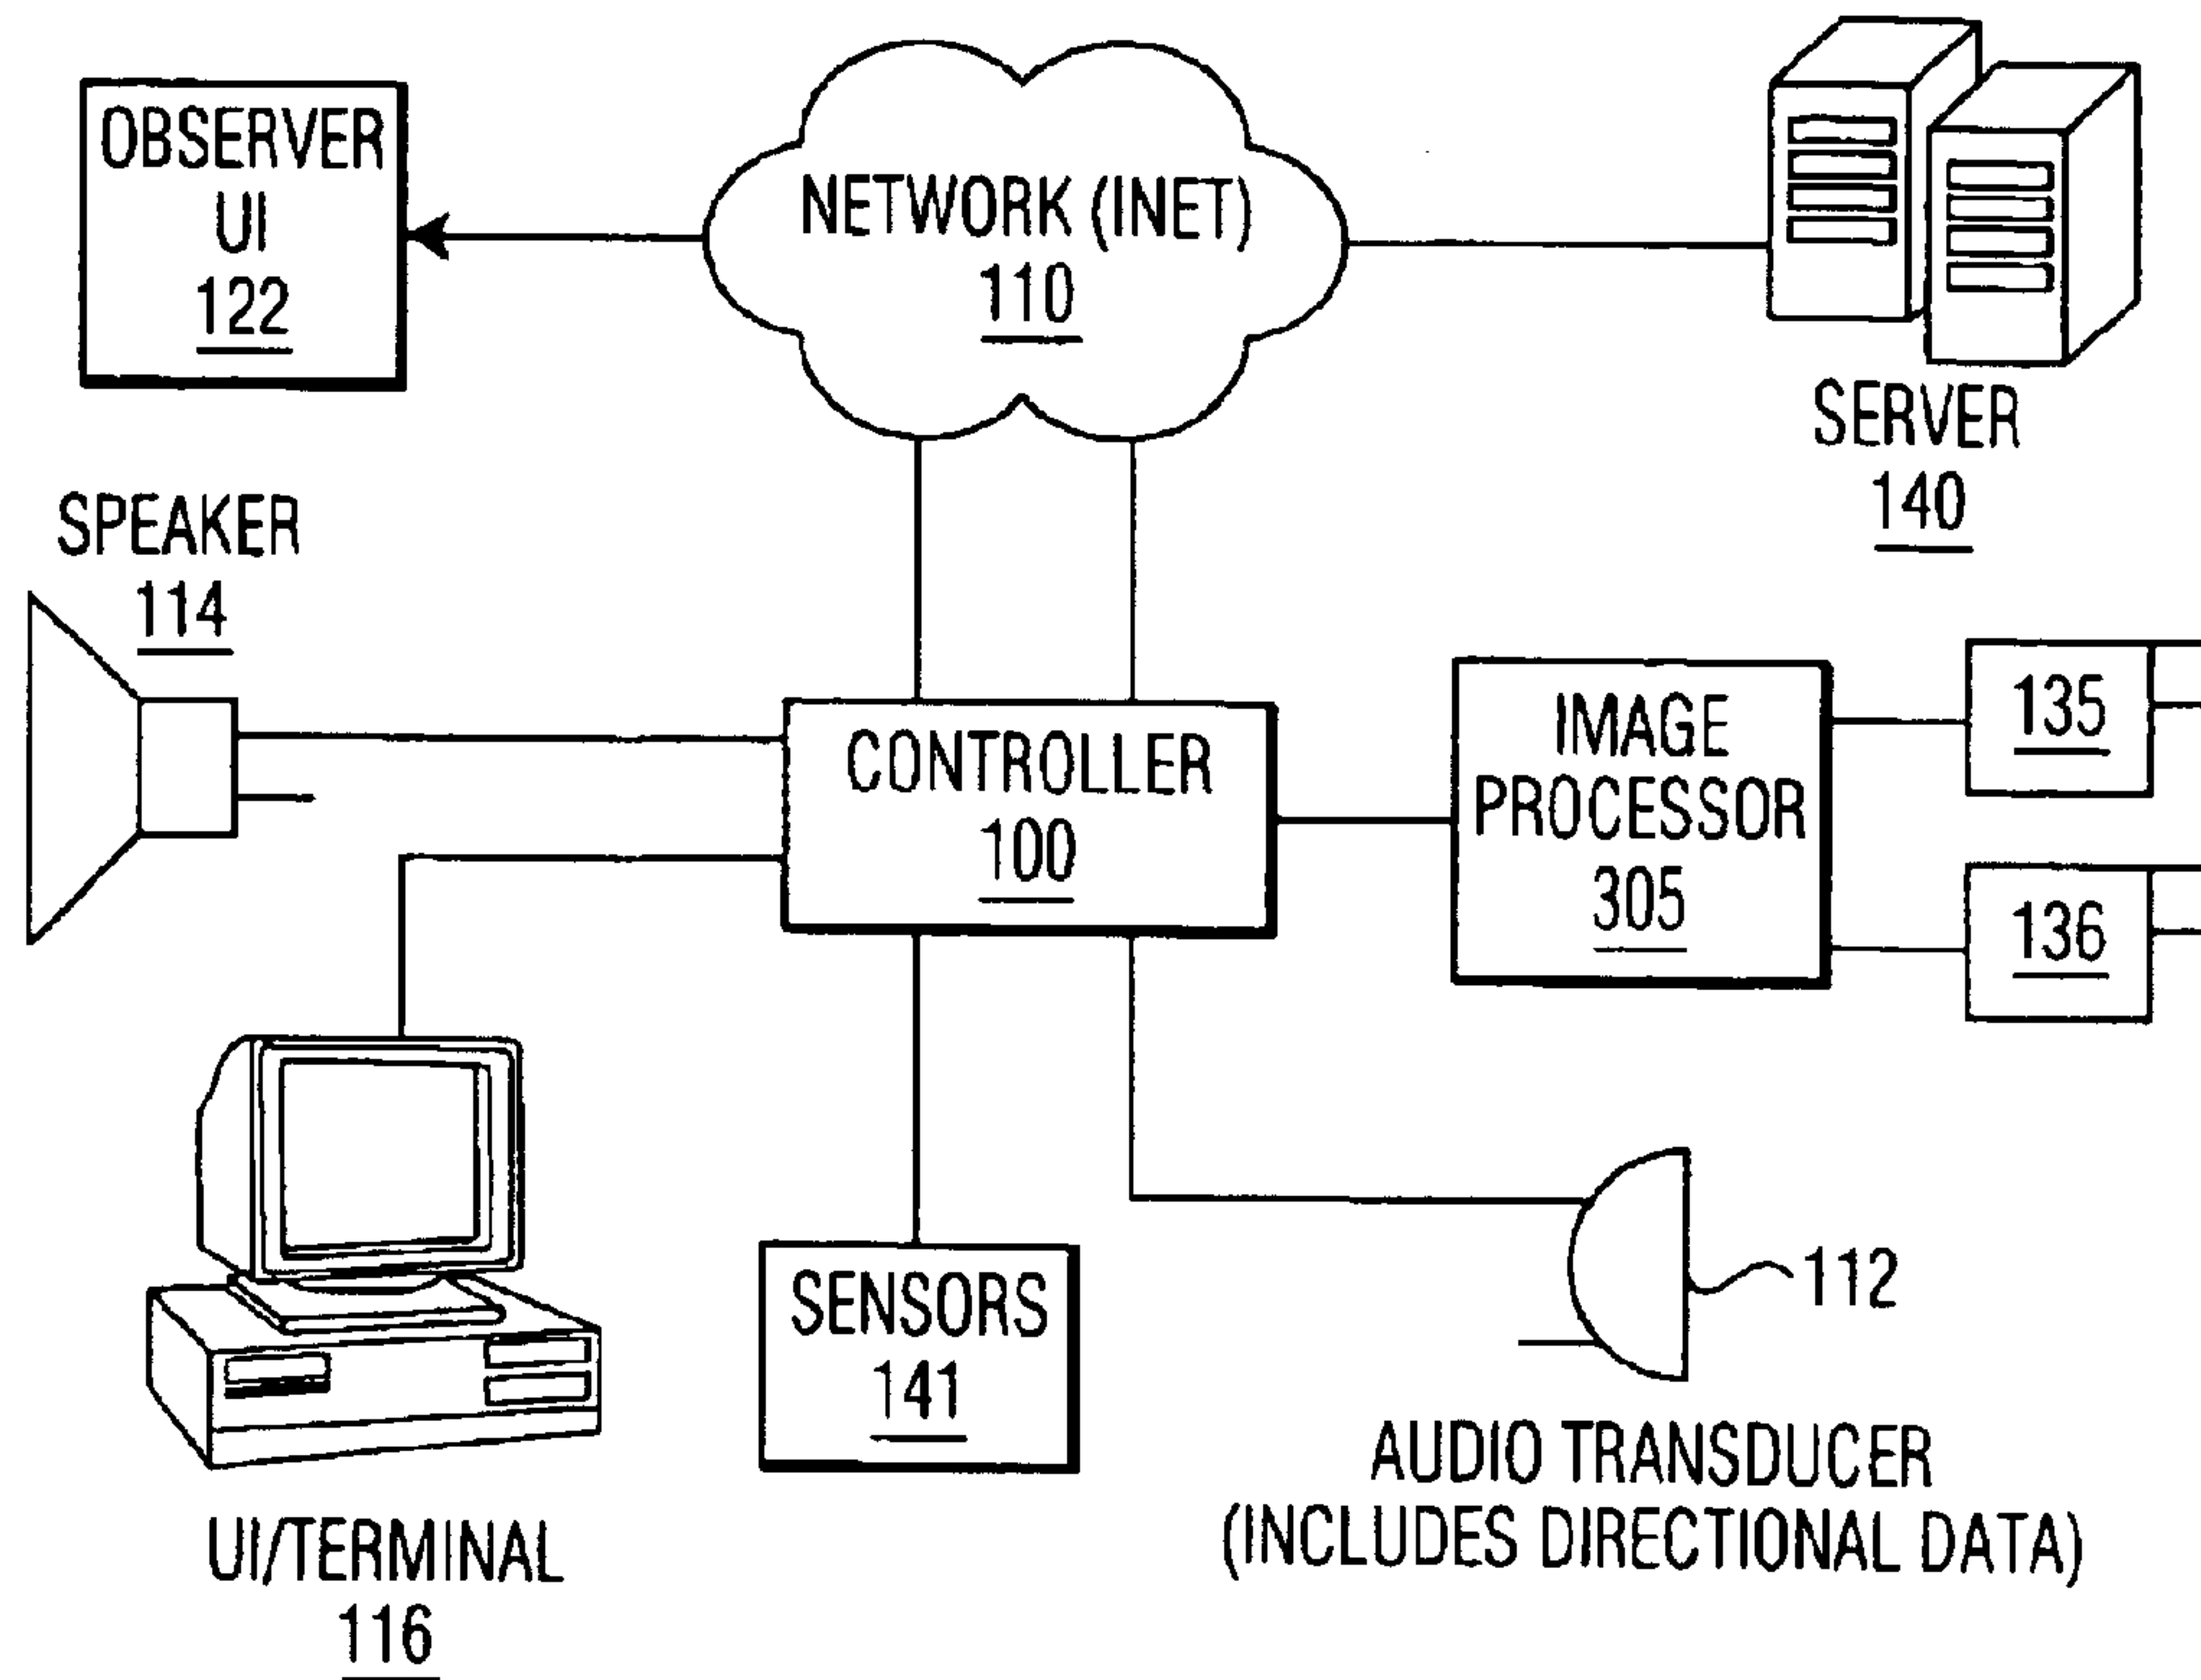 OBSERVER
UI
122
NETWORK (INET)
110
SERVER
140
SPEAKER
114
CONTROLLER
100
IMAGE
PROCESSOR
305
135
136
SENSORS
141
112
AUDIO TRANSDUCER
(INCLUDES DIRECTIONAL DATA)
UI/TERMINAL
116